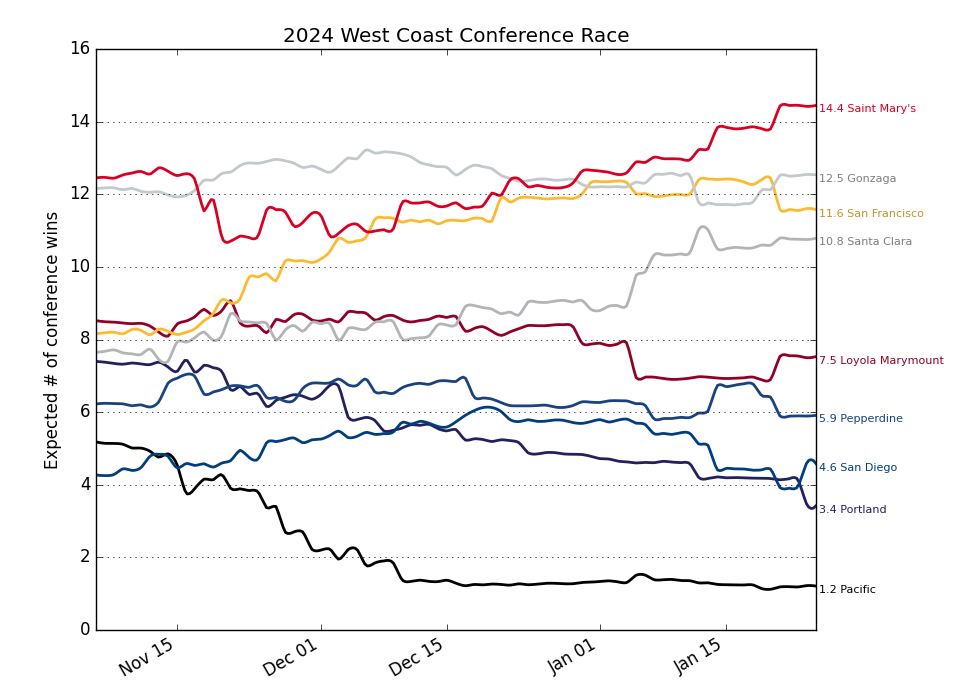 2024 West Coast Conference Race
Expected # of conference wins
16
14
12
10
8
6
4
2
0
Nov 15
Dec 01
Dec 15
Jan 01
Jan 15
14.4 Saint Mary's
12.5 Gonzaga
11.6 San Francisco
10.8 Santa Clara
7.5 Loyola Marymount
5.9 Pepperdine
4.6 San Diego
3.4 Portland
1.2 Pacific